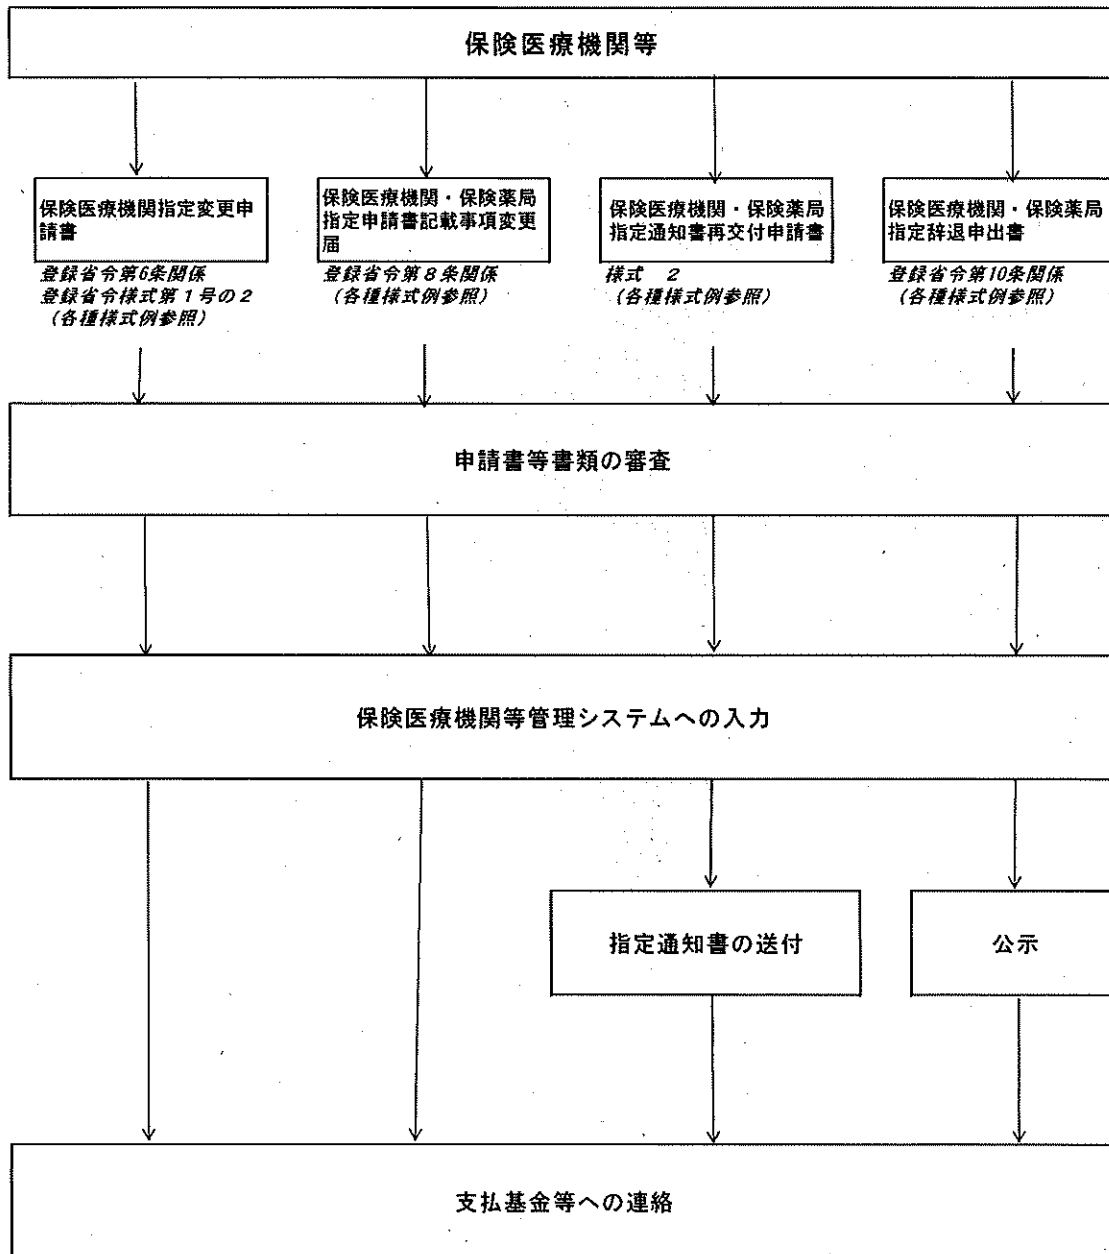 保険医療機関等
保険医療機関指定変更申
請書
登録省令第6条関係
登録省令様式第1号の2
(各種様式例参照)
保険医療機関・保険薬局
指定申請書記載事項変更
届
登録省令第8条関係
(各種様式例参照)
保険医療機関・保険薬局
指定通知書再交付申請書
様式 2
(各種様式例参照)
保険医療機関・保険薬局
指定辞退申出書
登録省令第10条関係
(各種様式例参照)
申請書等書類の審査
保険医療機関等管理システムへの入力
指定通知書の送付
公示
支払基金等への連絡